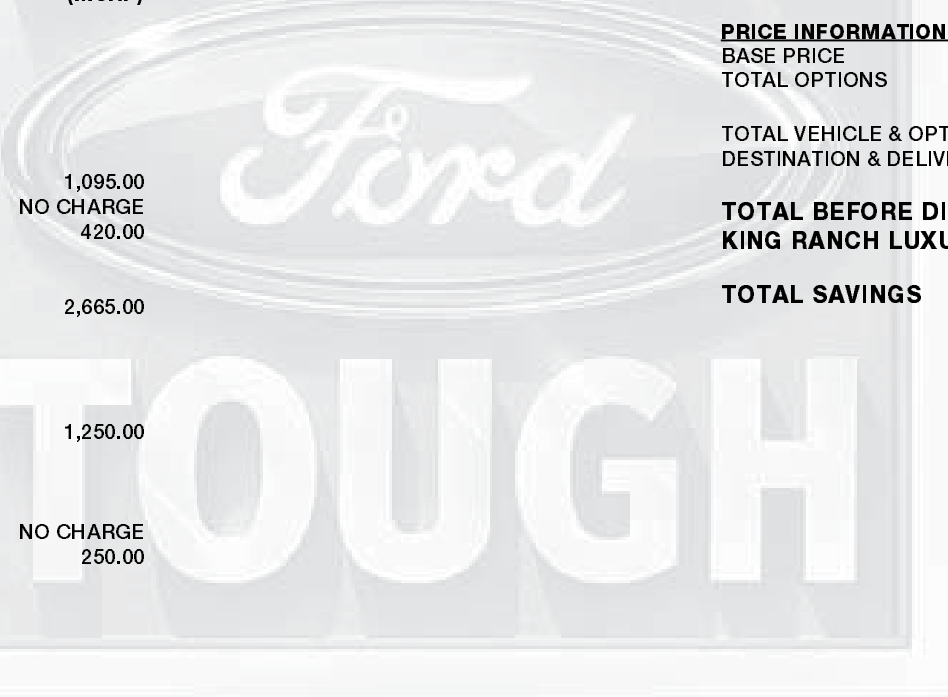 PRICE INFORMATION
BASE PRICE
TOTAL OPTIONS
TOTAL VEHICLE & OPT
DESTINATION & DELIV
TOTAL BEFORE DI
KING RANCH LUXU
TOTAL SAVINGS
1,095.00
NO CHARGE
420.00
2,665.00
1,250.00
NO CHARGE
250.00
Ford
TOUGH